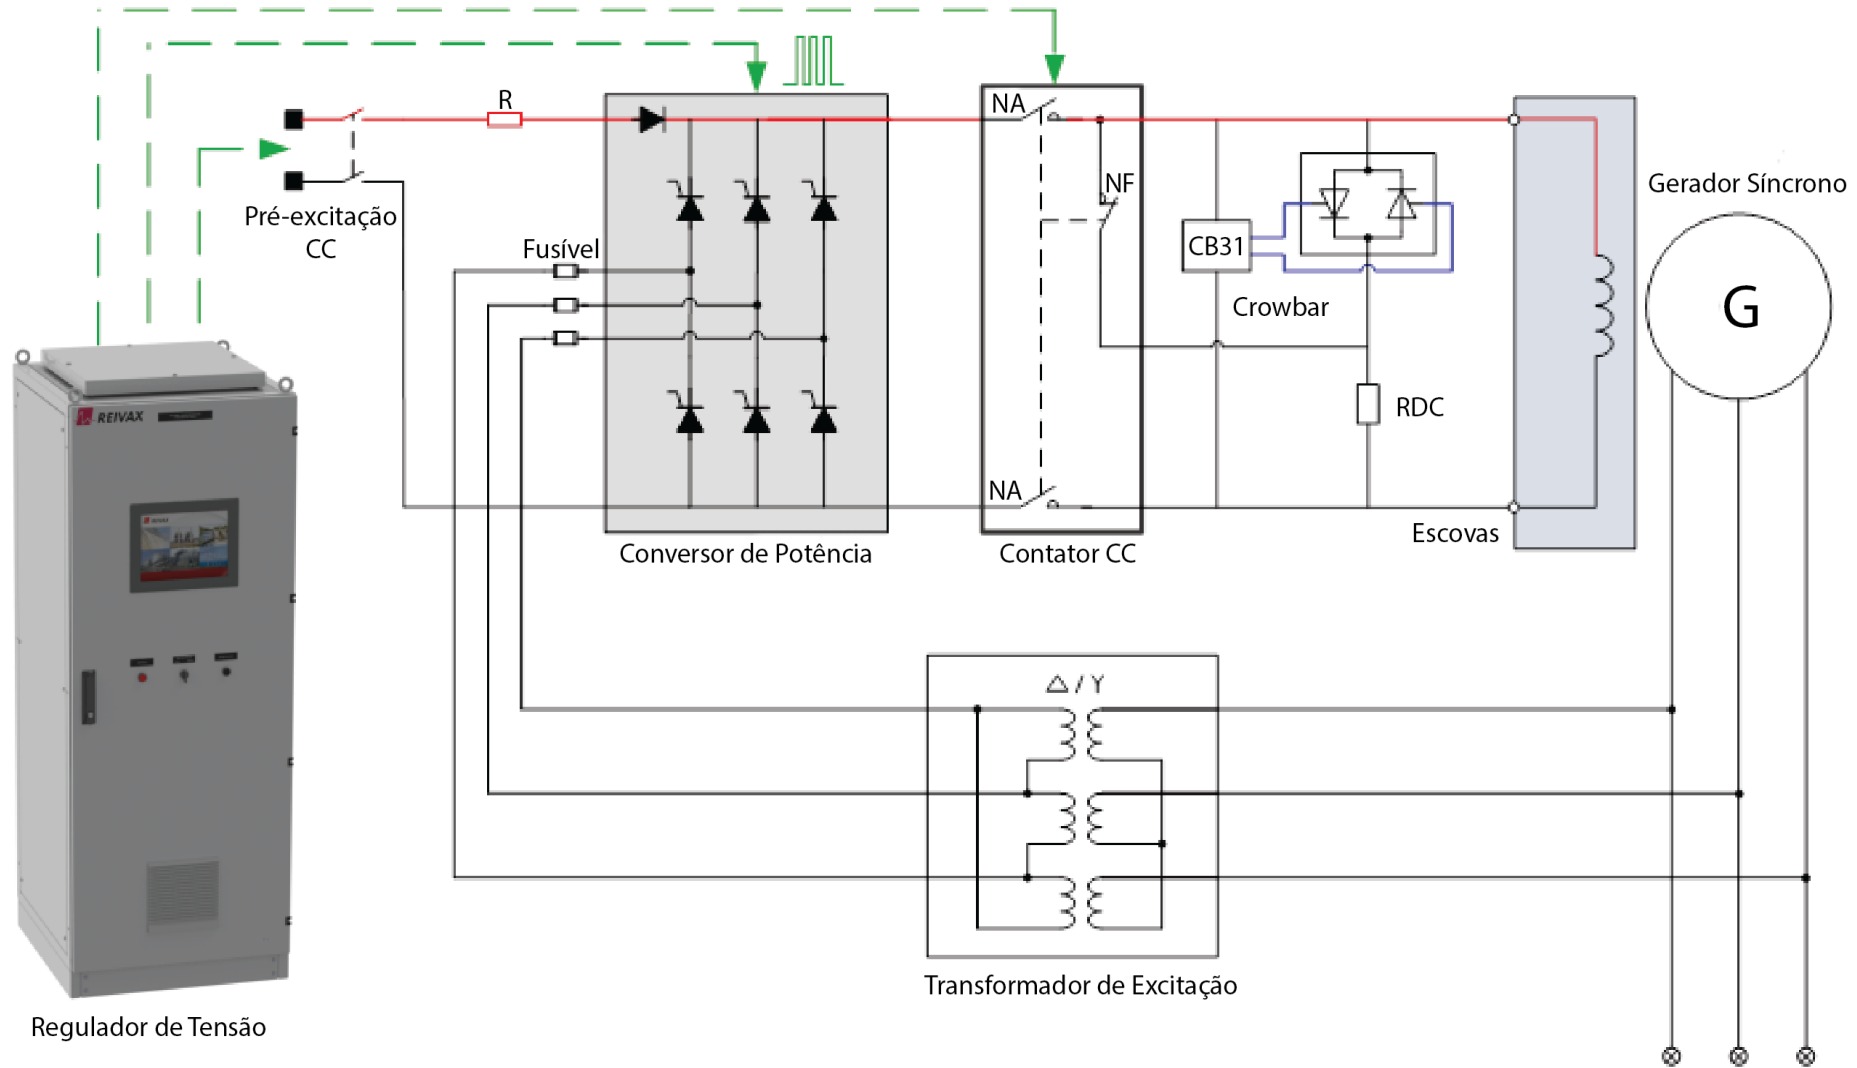 R
NA
NF
Pré-excitação
CC
Fusível
CB31
Crowbar
RDC
NA
Escovas
Gerador Síncrono
G
Conversor de Potência
Contator CC
REIVAX
△ / Y
Transformador de Excitação
Regulador de Tensão